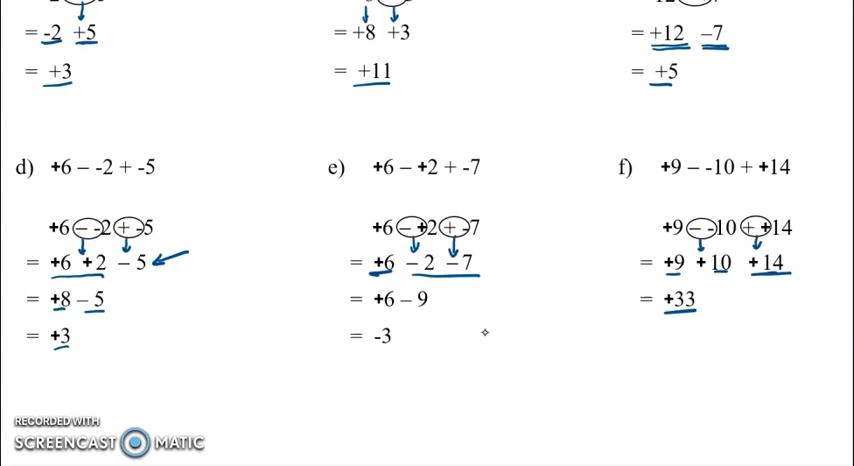 = -2 +5
= +3
= +8 +3
= +11
= +12 –7
= +5
d) +6 – -2 + -5
+6 – -2 + -5
= +6 +2 – 5
= +8 – 5
= +3
e) +6 – +2 + -7
+6 – +2 + -7
= +6 – 2 – 7
= +6 – 9
= -3
f) +9 – -10 + +14
+9 – -10 + +14
= +9 + 10 + 14
= +33
RECORDED WITH
SCREENCAST MATIC